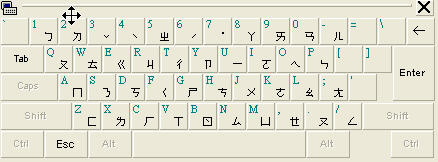 ` 1 ㄅ 2 ㄉ 3 ˇ 4 ˋ 5 ㄓ 6 ˊ 7 ˙ 8 ㄚ 9 ㄞ 0 ㄢ - ㄦ = \ ←
Tab Q ㄆ W ㄊ E ㄍ R ㄐ T ㄔ Y ㄗ U ㄧ I ㄛ O ㄟ P ㄣ [ ] Enter
Caps A ㄇ S ㄋ D ㄎ F ㄑ G ㄕ H ㄘ J ㄨ K ㄜ L ㄠ ; ㄤ '
Shift Z ㄈ X ㄌ C ㄏ V ㄒ B ㄖ N ㄙ M ㄩ , ㄝ . ㄡ / ㄥ Shift
Ctrl Esc Alt Alt Ctrl